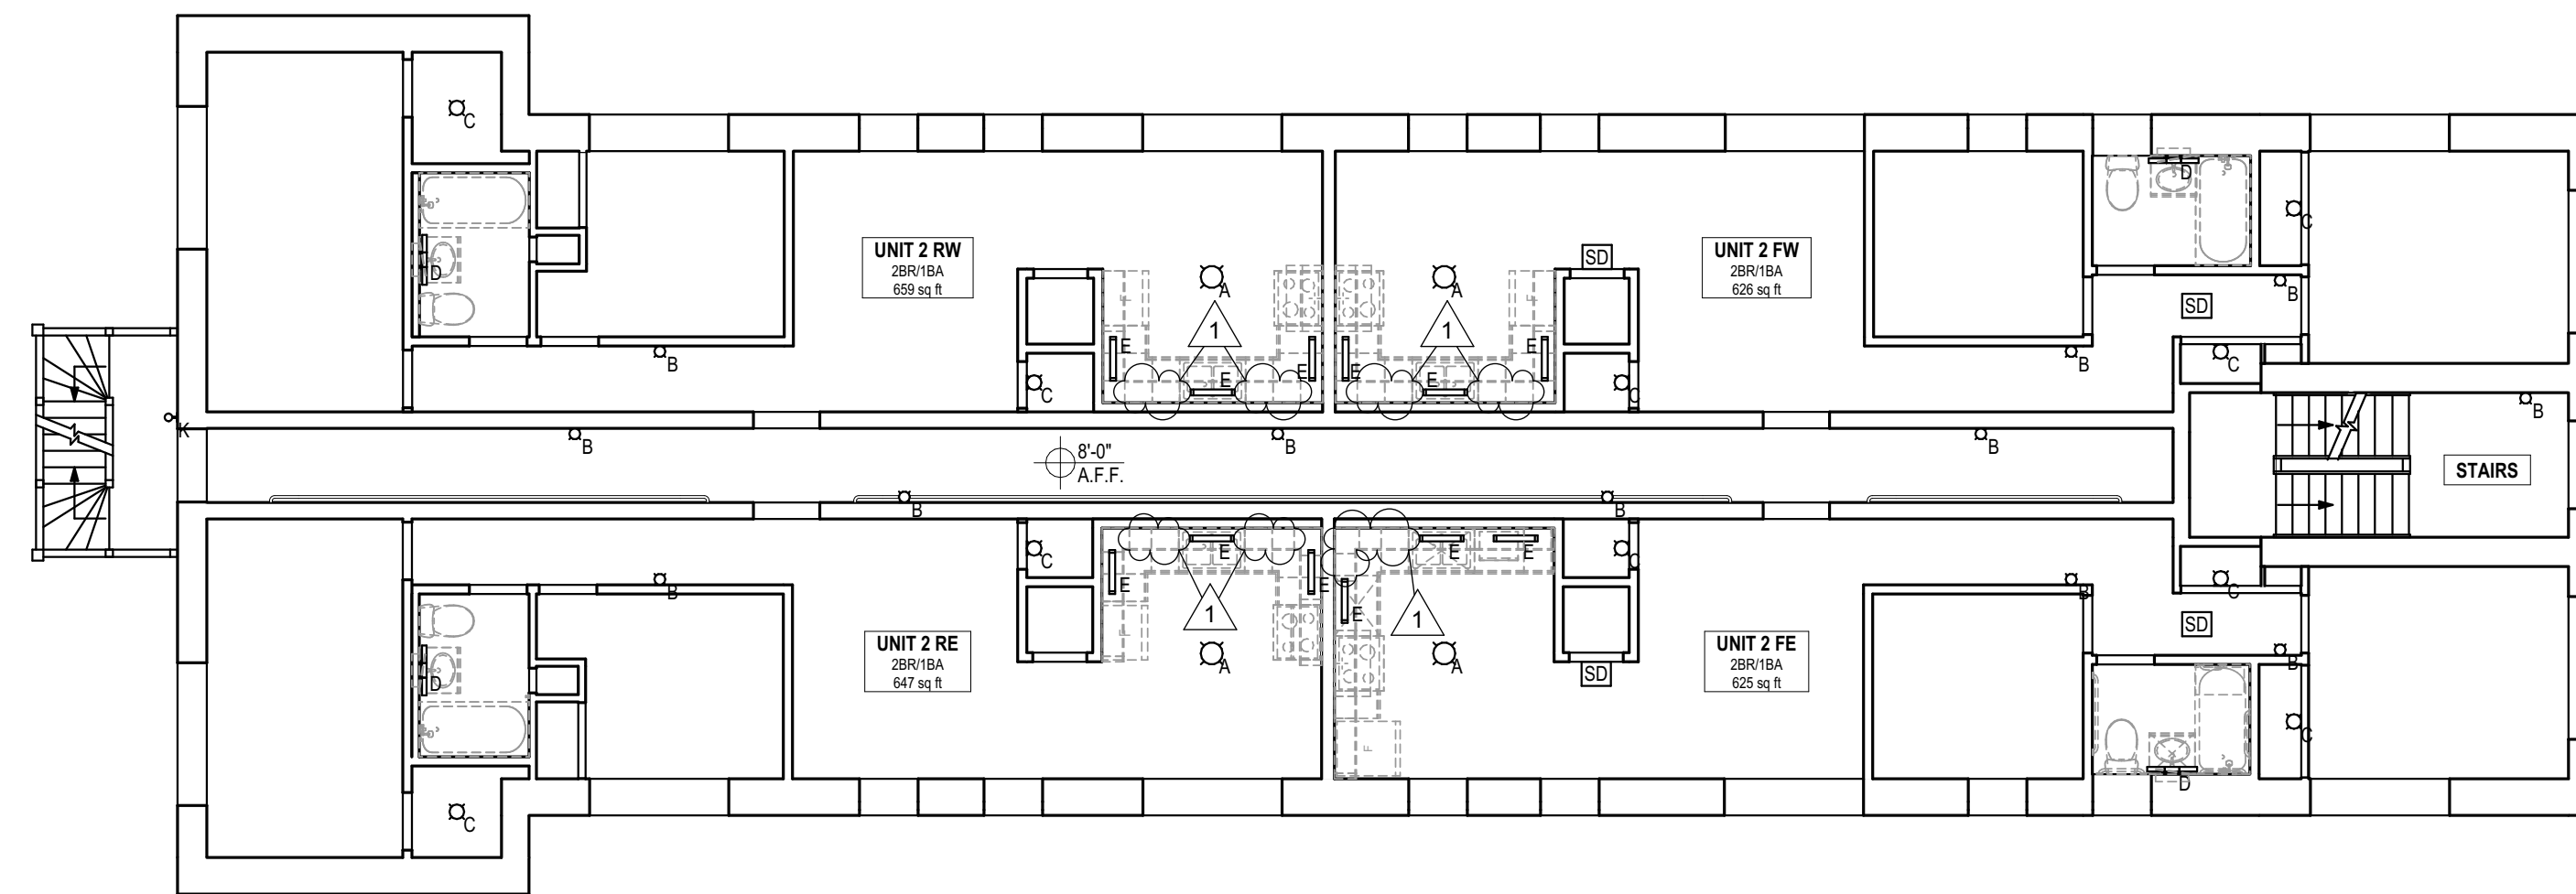 C
C
D
D
UNIT 2 RW
2BR/1BA
659 sq ft
UNIT 2 FW
2BR/1BA
626 sq ft
SD
A
A
B
SD
1
1
E
E
E
E
B
B
C
E
E
C
C
K
B
B
B
B
8'-0"
A.F.F.
STAIRS
B
B
C
E
E
E
C
E
E
E
B
B
C
1
1
SD
UNIT 2 RE
2BR/1BA
647 sq ft
UNIT 2 FE
2BR/1BA
625 sq ft
A
A
B
SD
D
C
F
D
C